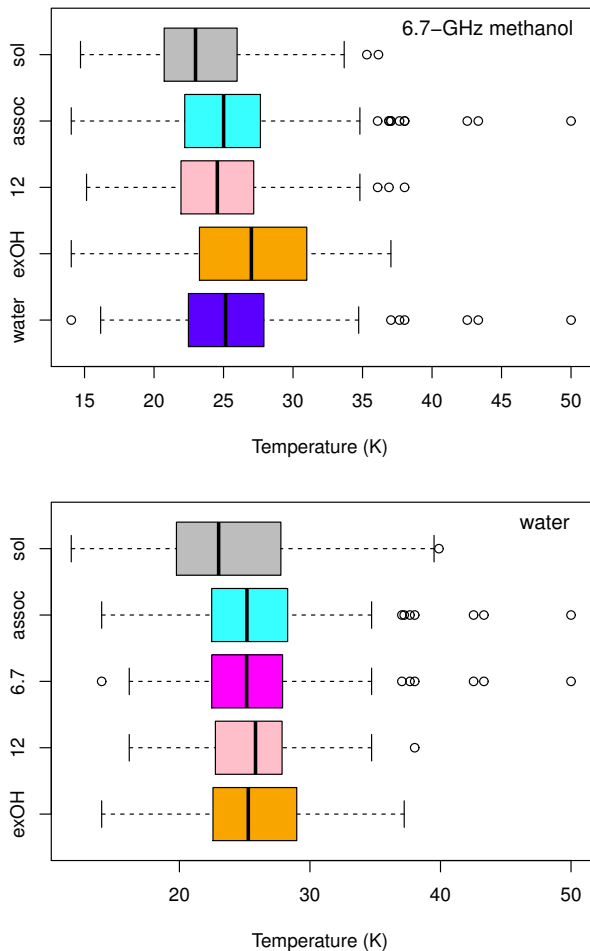 6.7−GHz methanol
sol
assoc
12
exOH
water
15 20 25 30 35 40 45 50
Temperature (K)
water
sol
assoc
6.7
12
exOH
20 30 40 50
Temperature (K)